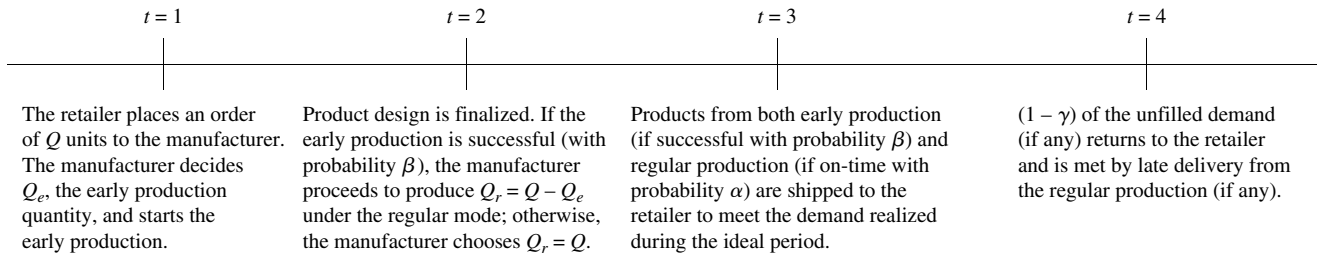 t = 1
t = 2
t = 3
t = 4
The retailer places an order
of Q units to the manufacturer.
The manufacturer decides
Qe, the early production
quantity, and starts the
early production.
Product design is finalized. If the
early production is successful (with
probability β), the manufacturer
proceeds to produce Qr = Q – Qe
under the regular mode; otherwise,
the manufacturer chooses Qr = Q.
Products from both early production
(if successful with probability β) and
regular production (if on-time with
probability α) are shipped to the
retailer to meet the demand realized
during the ideal period.
(1 – γ) of the unfilled demand
(if any) returns to the retailer
and is met by late delivery from
the regular production (if any).